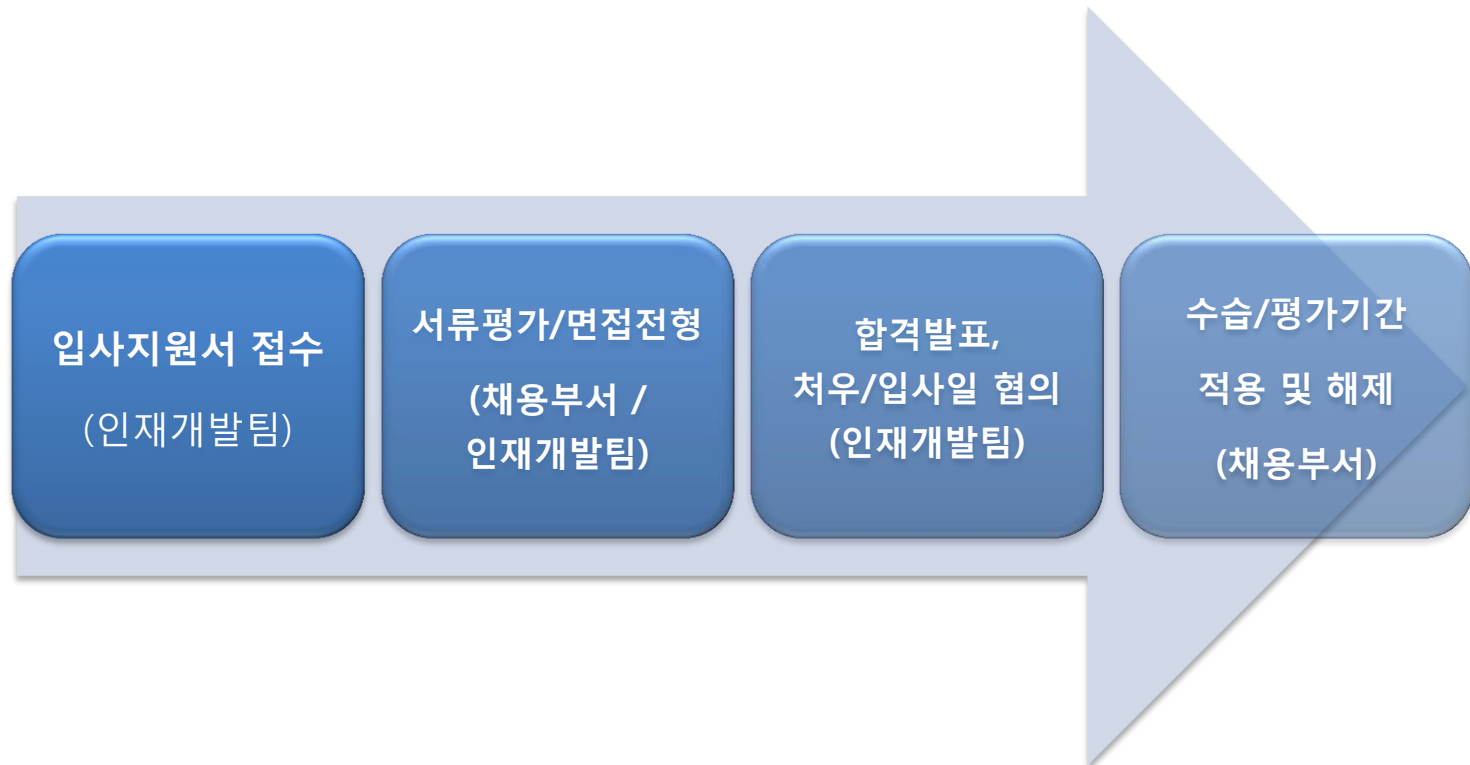 입사지원서 접수
(인재개발팀)
서류평가/면접전형
(채용부서 /
인재개발팀)
합격발표,
처우/입사일 협의
(인재개발팀)
수습/평가기간
적용 및 해제
(채용부서)